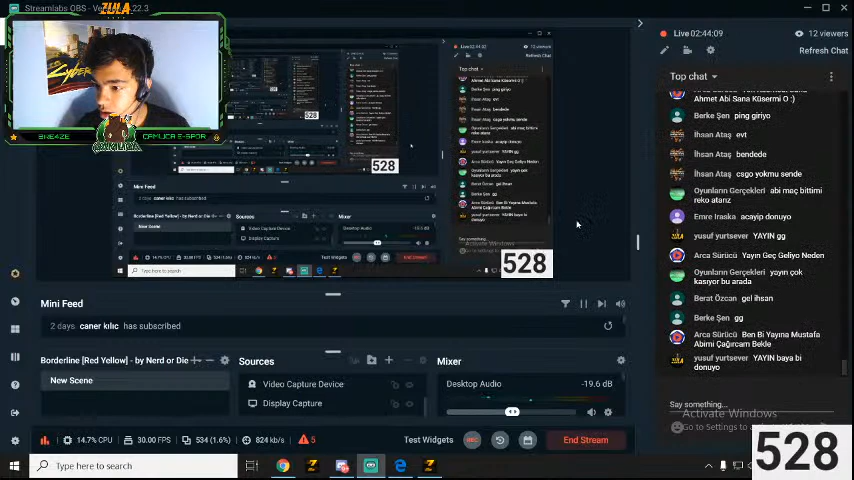 Streamlabs OBS - Ve
22.3
ZULA
Live 02:44:09
12 viewers
Refresh Chat
Top chat
Ahmet Abi Sana Küsermi O :)
Berke Şen ping giriyo
İhsan Ataş evt
İhsan Ataş bendede
İhsan Ataş csgo yokmu sende
Oyunların Gerçekleri abi maç bittimi
reko atarız
Emre Iraska acayip donuyo
yusuf yurtsever YAYIN gg
Arca Sürücü Yayın Geç Geliyo Neden
Oyunların Gerçekleri yayın çok
kasıyor bu arada
Berat Özcan gel ihsan
Berke Şen gg
Arca Sürücü Ben Bi Yayına Mustafa
Abimi Çağırcam Bekle
yusuf yurtsever YAYIN baya bi
donuyo
Say something...
Activate Windows
Go to Settings to
528
Mini Feed
2 days caner kılıc has subscribed
Borderline [Red Yellow] - by Nerd or Die
New Scene
Sources
Video Capture Device
Display Capture
Mixer
Desktop Audio
-19.6 dB
14.7% CPU
30.00 FPS
534 (1.6%)
824 kb/s
5
Test Widgets
REC
End Stream
Type here to search
528